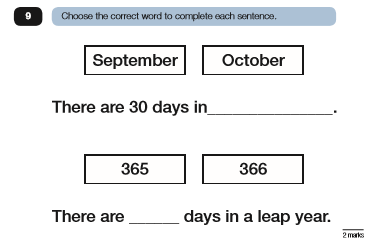 9 Choose the correct word to complete each sentence.
September October
There are 30 days in______________.
365 366
There are ______ days in a leap year.
2 marks